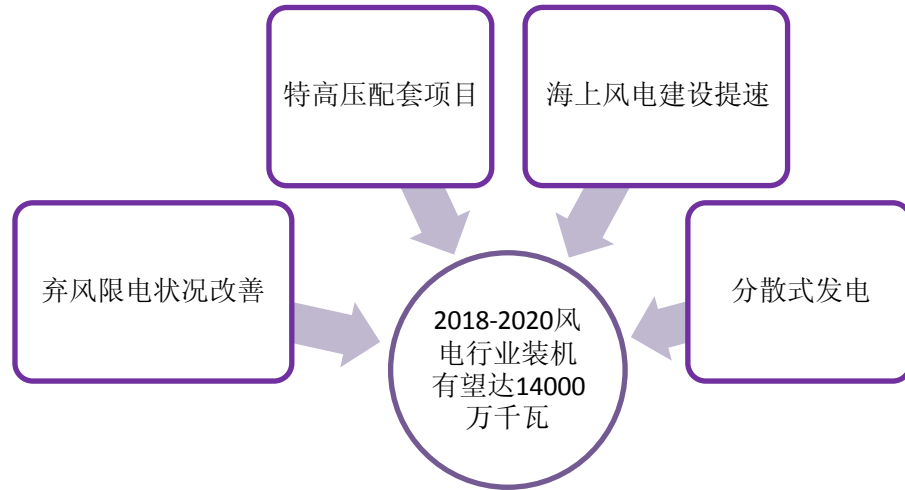 特高压配套项目
海上风电建设提速
弃风限电状况改善
分散式发电
2018-2020风
电行业装机
有望达14000
万千瓦